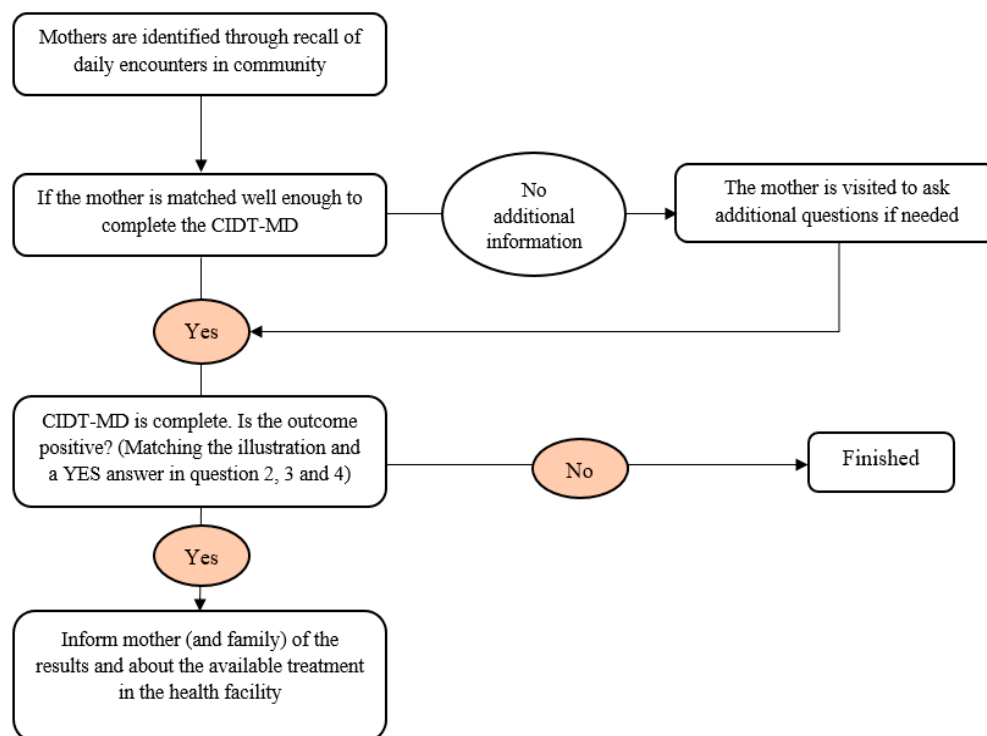 Mothers are identified through recall of
daily encounters in community
If the mother is matched well enough to
complete the CIDT-MD
No
additional
information
The mother is visited to ask
additional questions if needed
Yes
CIDT-MD is complete. Is the outcome
positive? (Matching the illustration and
a YES answer in question 2, 3 and 4)
No
Finished
Yes
Inform mother (and family) of the
results and about the available treatment
in the health facility